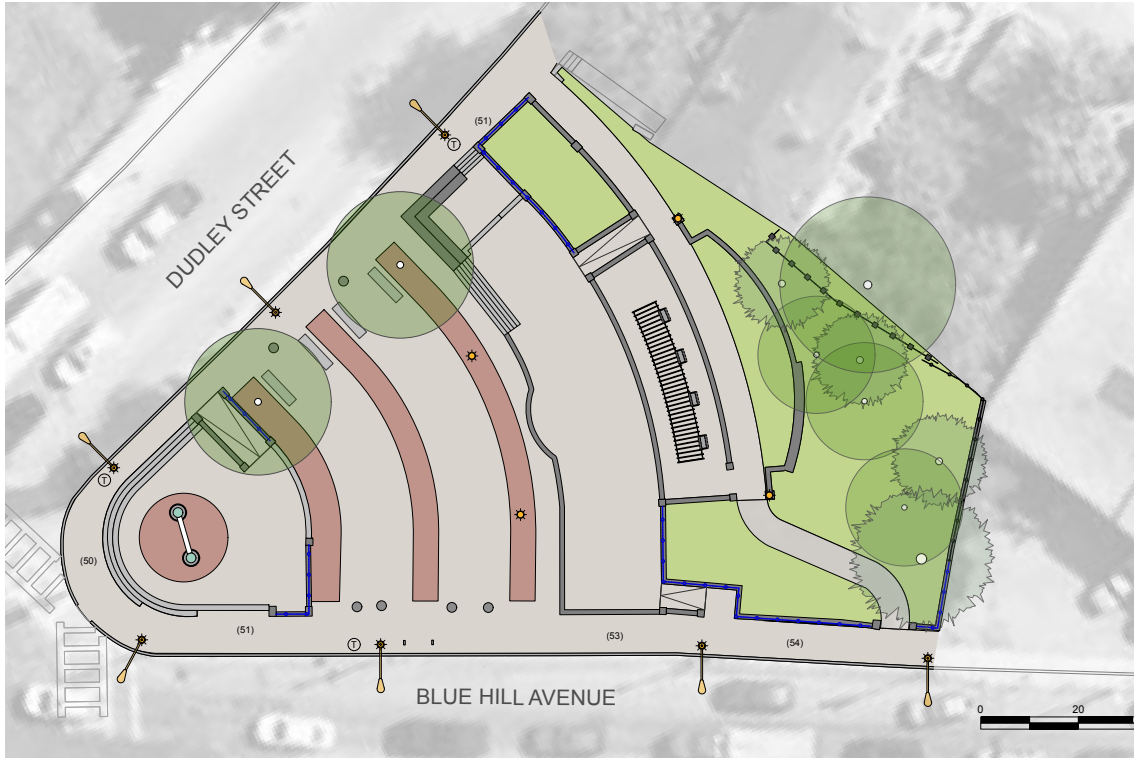 (51)
T
DUDLEY STREET
T
(50)
(51)
T
(53)
(54)
BLUE HILL AVENUE
0
20